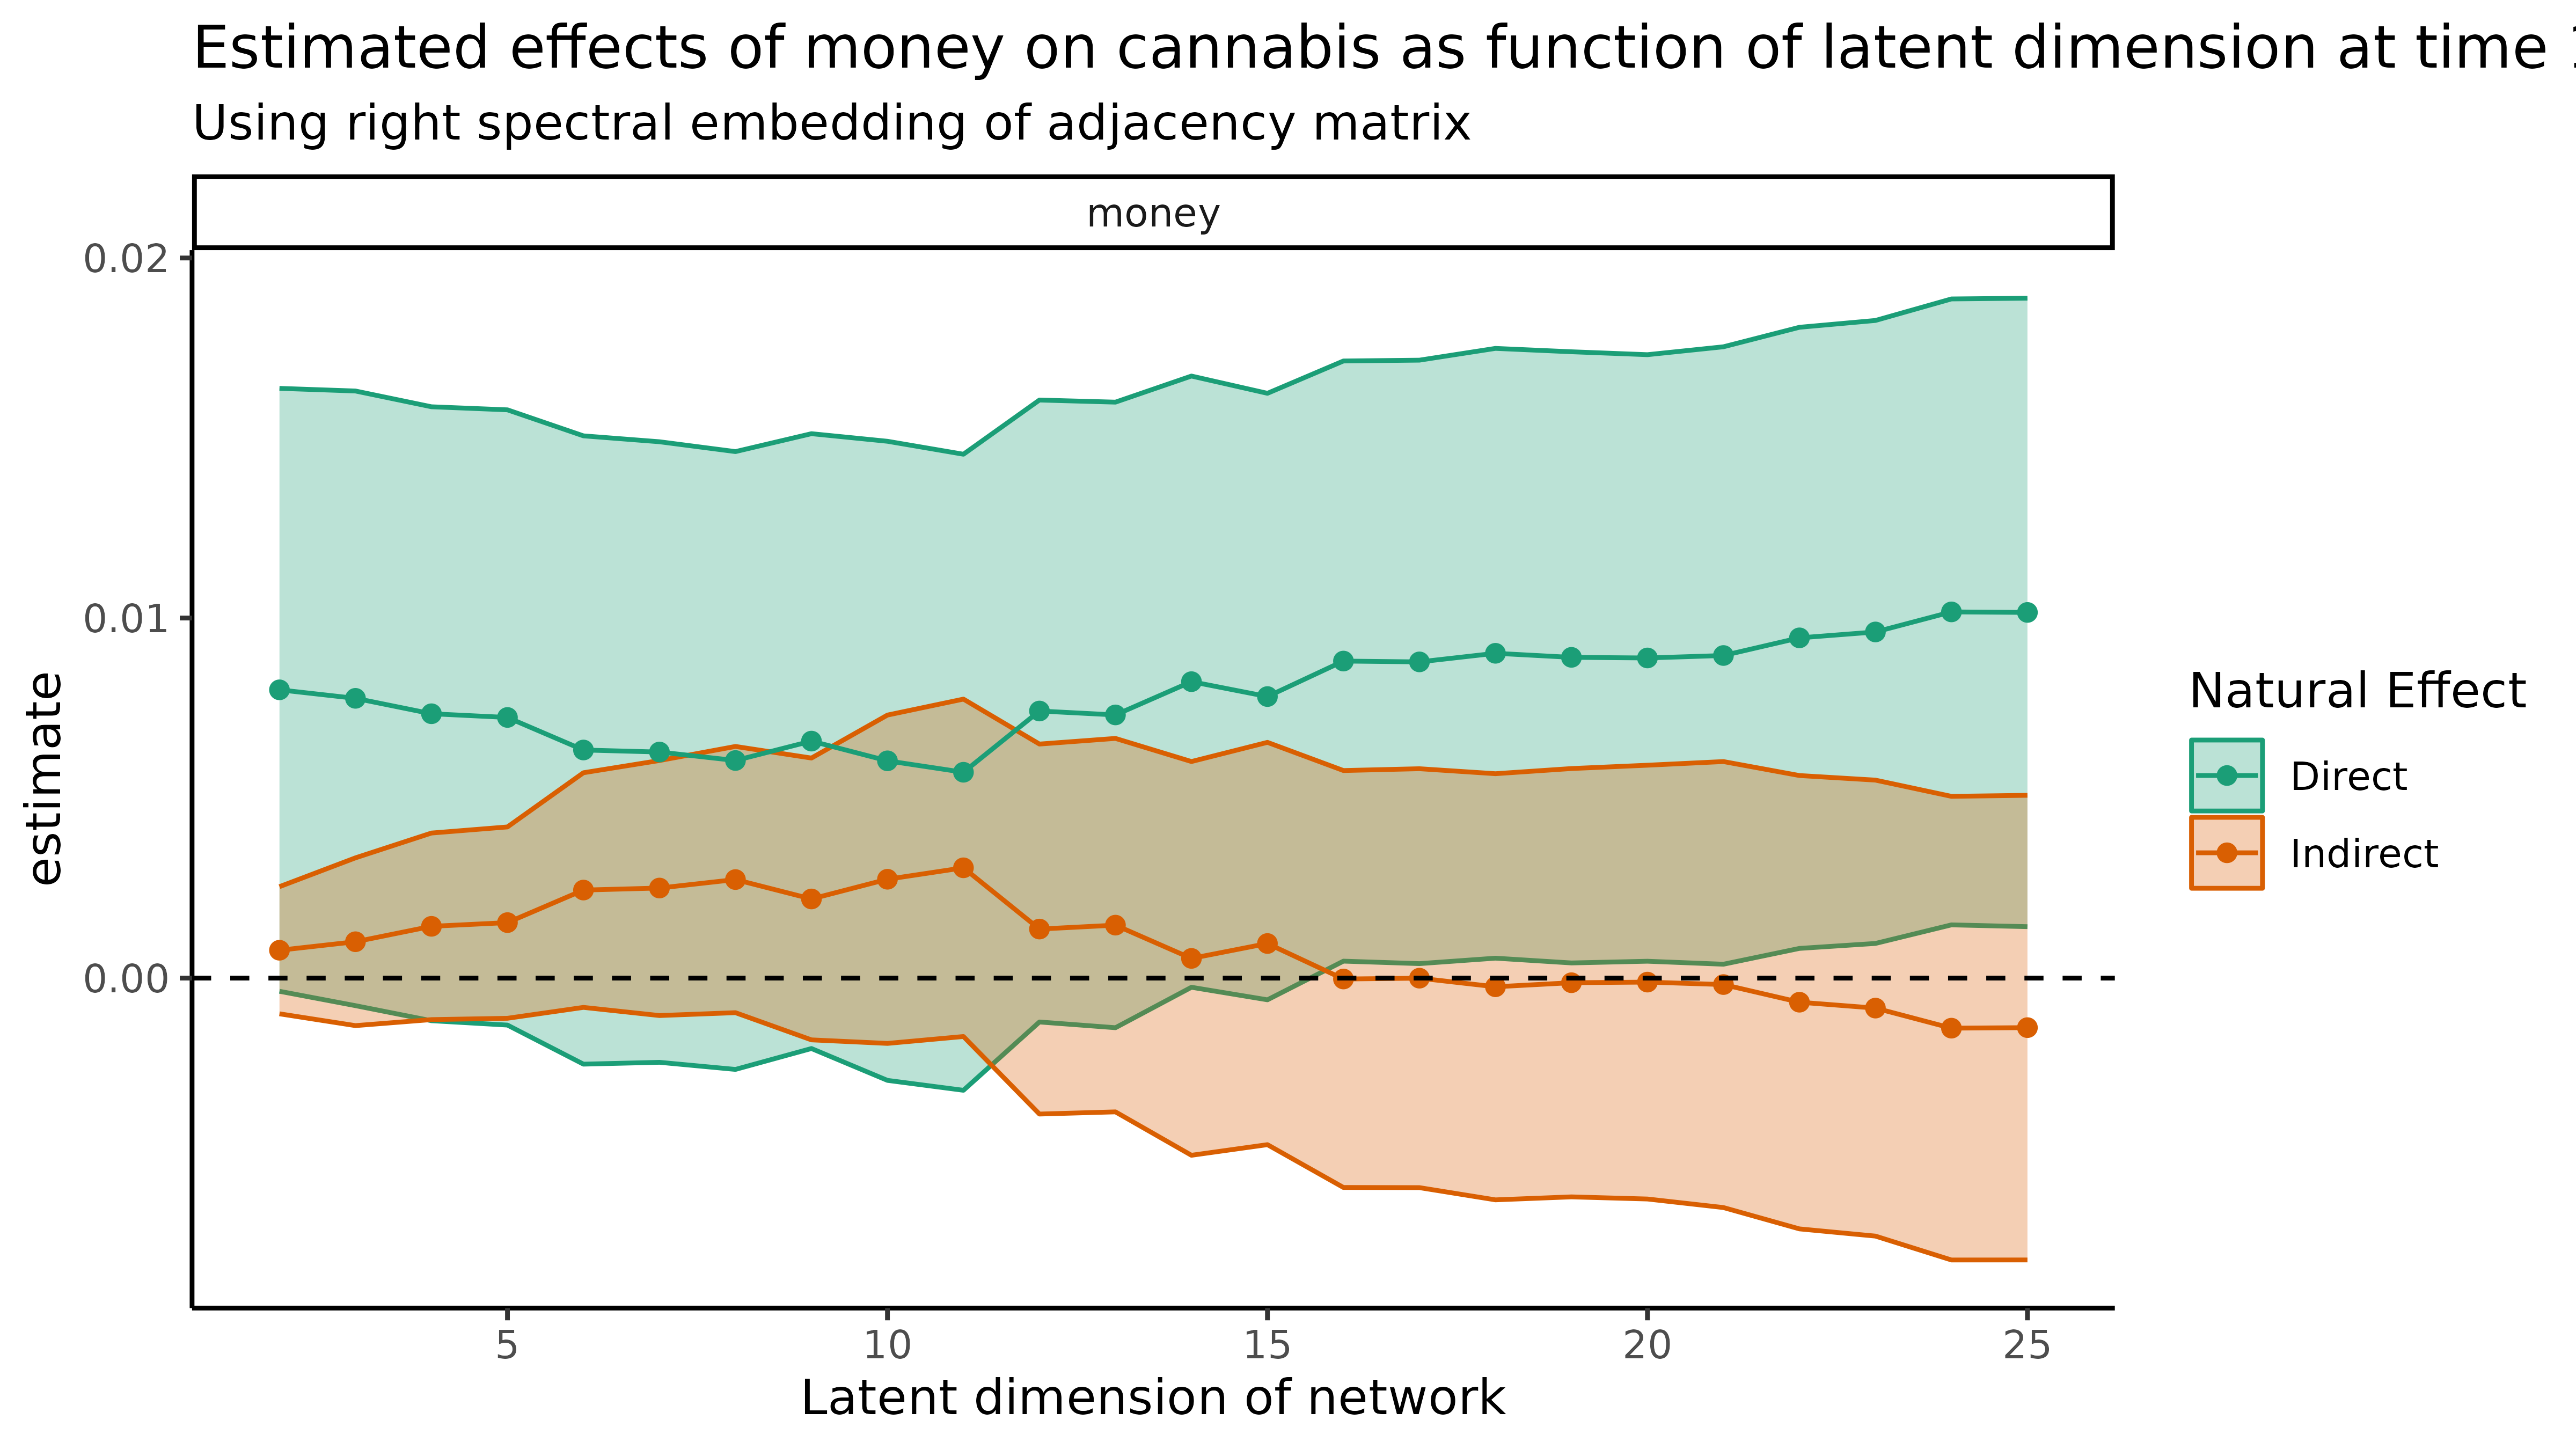 Estimated effects of money on cannabis as function of latent dimension at time
Using right spectral embedding of adjacency matrix
money
0.02
0.01
0.00
estimate
5 10 15 20 25
Latent dimension of network
Natural Effect
Direct
Indirect